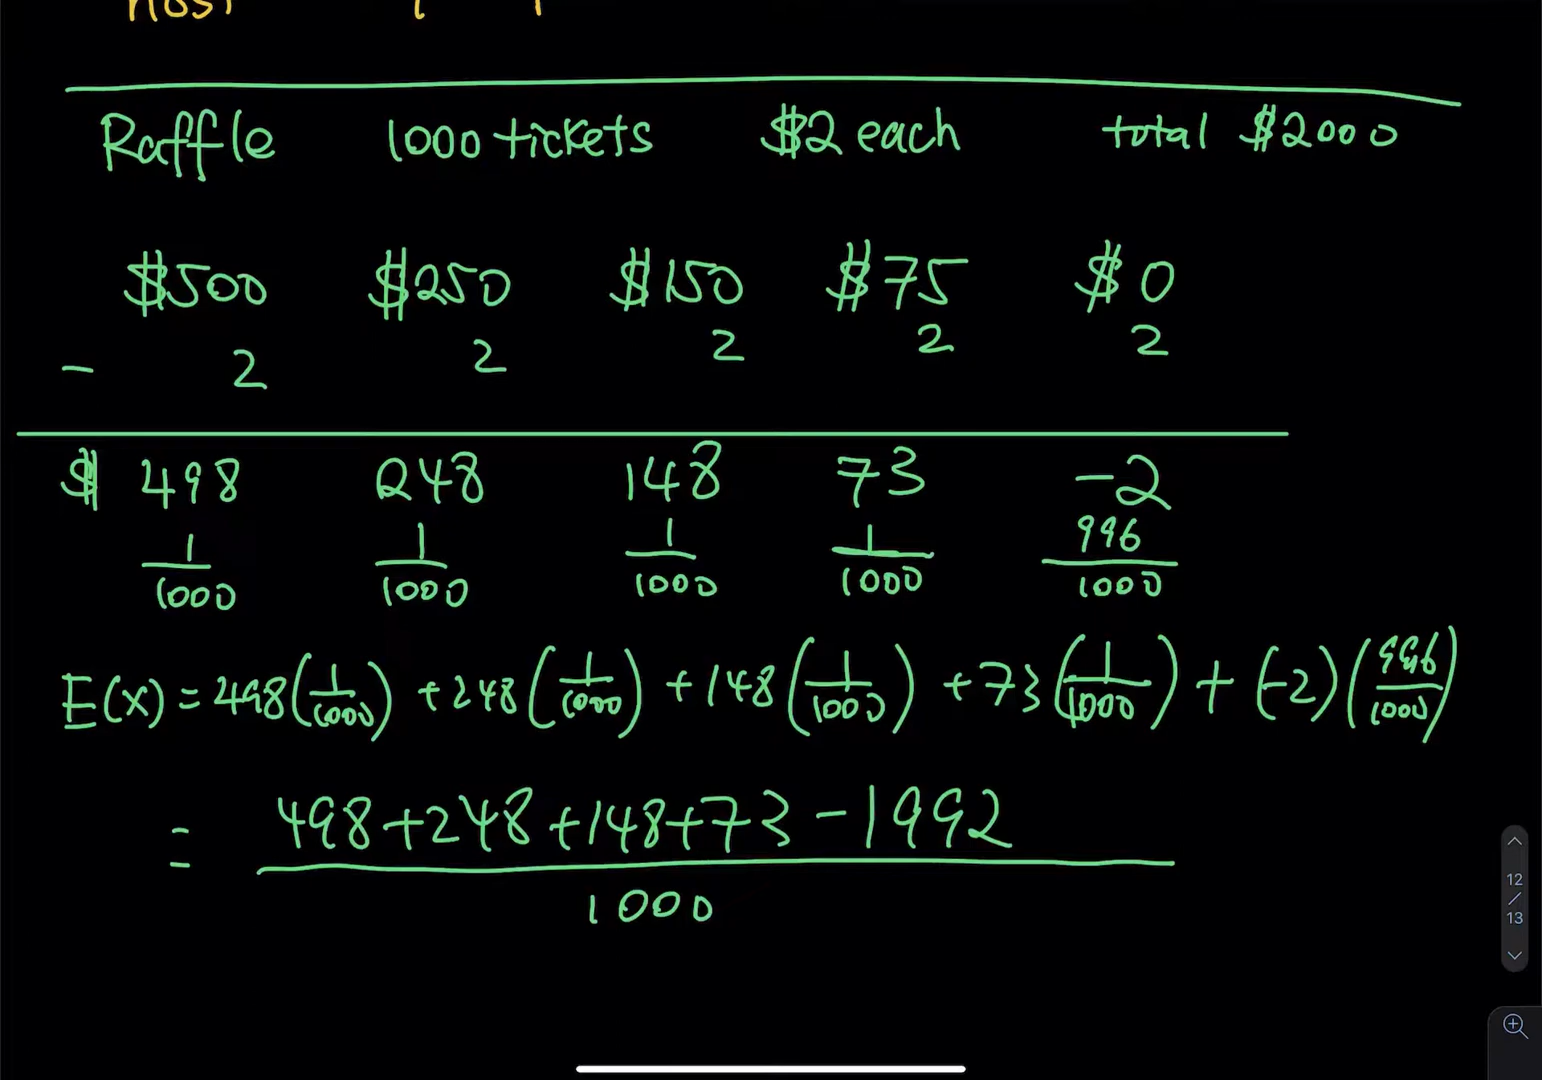 Raffle 1000 tickets $2 each total $2000
$500 $250 $150 $75 $0
- 2 2 2 2 2
$ 498 248 148 73 -2
1/1000 1/1000 1/1000 1/1000 996/1000
E(x) = 498(1/1000) + 248(1/1000) + 148(1/1000) + 73(1/1000) + (-2)(996/1000)
= 498+248+148+73-1992
1000
12
/
13